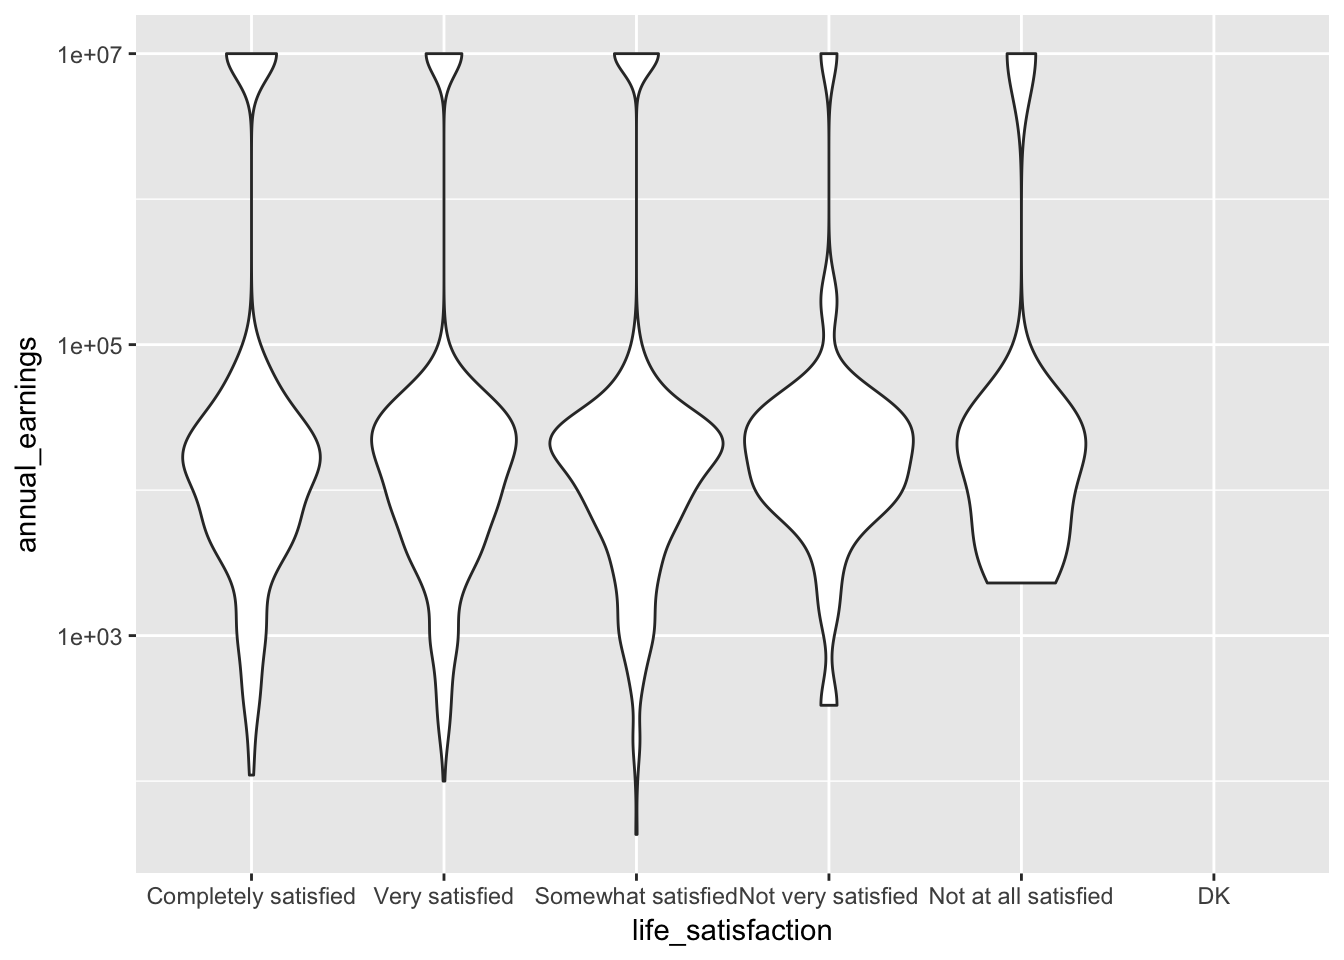 1e+07
1e+05
1e+03
annual_earnings
Completely satisfied Very satisfied Somewhat satisfied Not very satisfied Not at all satisfied DK
life_satisfaction